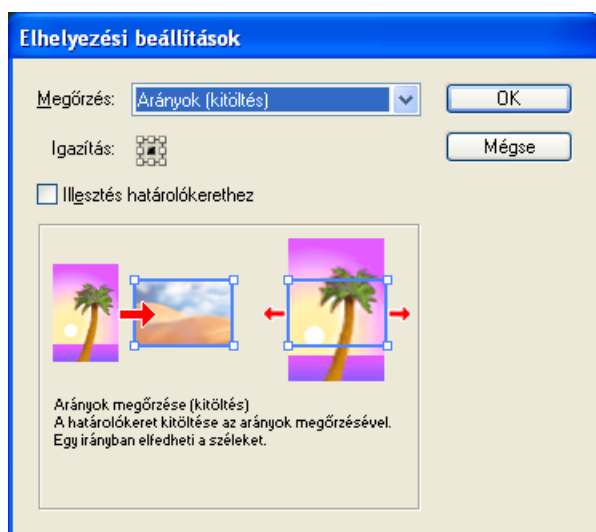 Elhelyezési beállítások
Megőrzés: Arányok (kitöltés) OK
Igazítás: Mégse
Illesztés határolókerethez
Arányok megőrzése (kitöltés)
A határolókeret kitöltése az arányok megőrzésével.
Egy irányban elfedheti a széleket.